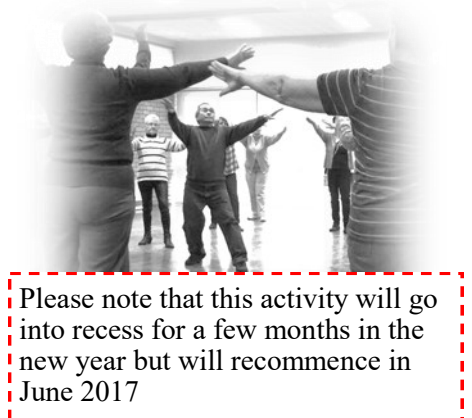 Please note that this activity will go
into recess for a few months in the
new year but will recommence in
June 2017